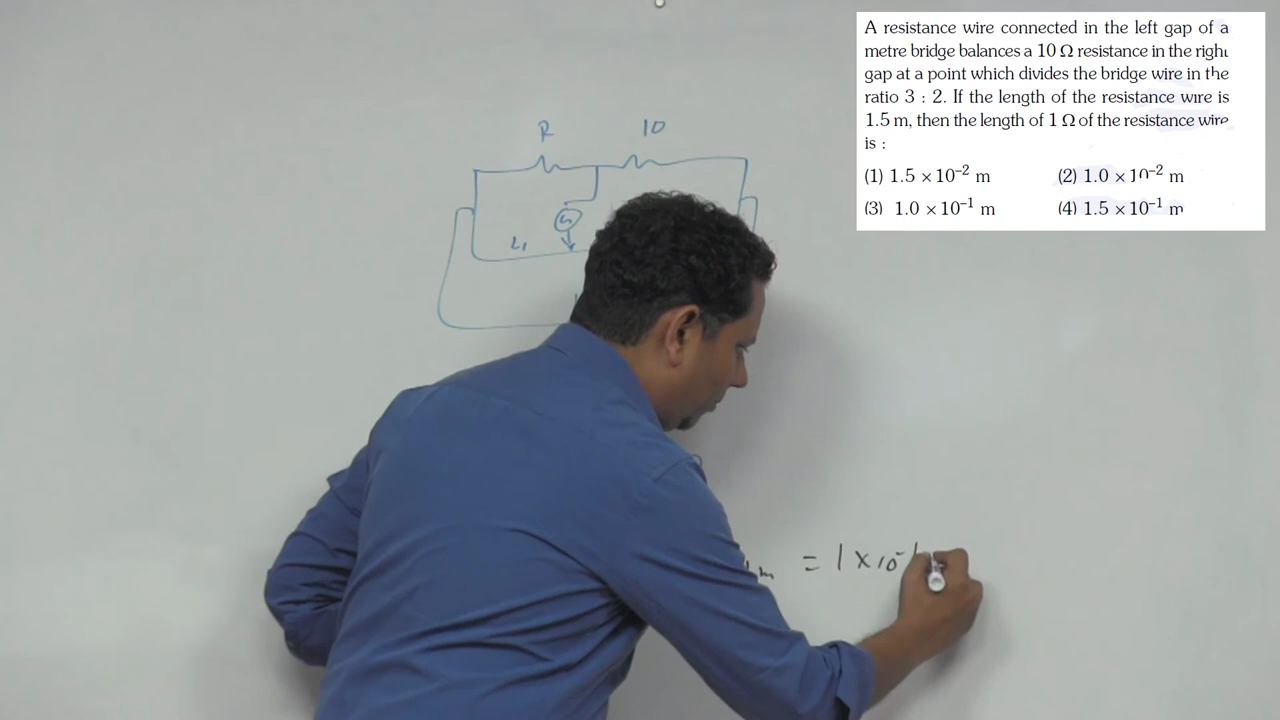 A resistance wire connected in the left gap of a
metre bridge balances a 10 Ω resistance in the right
gap at a point which divides the bridge wire in the
ratio 3 : 2. If the length of the resistance wire is
1.5 m, then the length of 1 Ω of the resistance wire
is :
(1) 1.5 × 10⁻² m (2) 1.0 × 10⁻² m
(3) 1.0 × 10⁻¹ m (4) 1.5 × 10⁻¹ m
R 10
G
L₁
= 1 × 10⁻¹